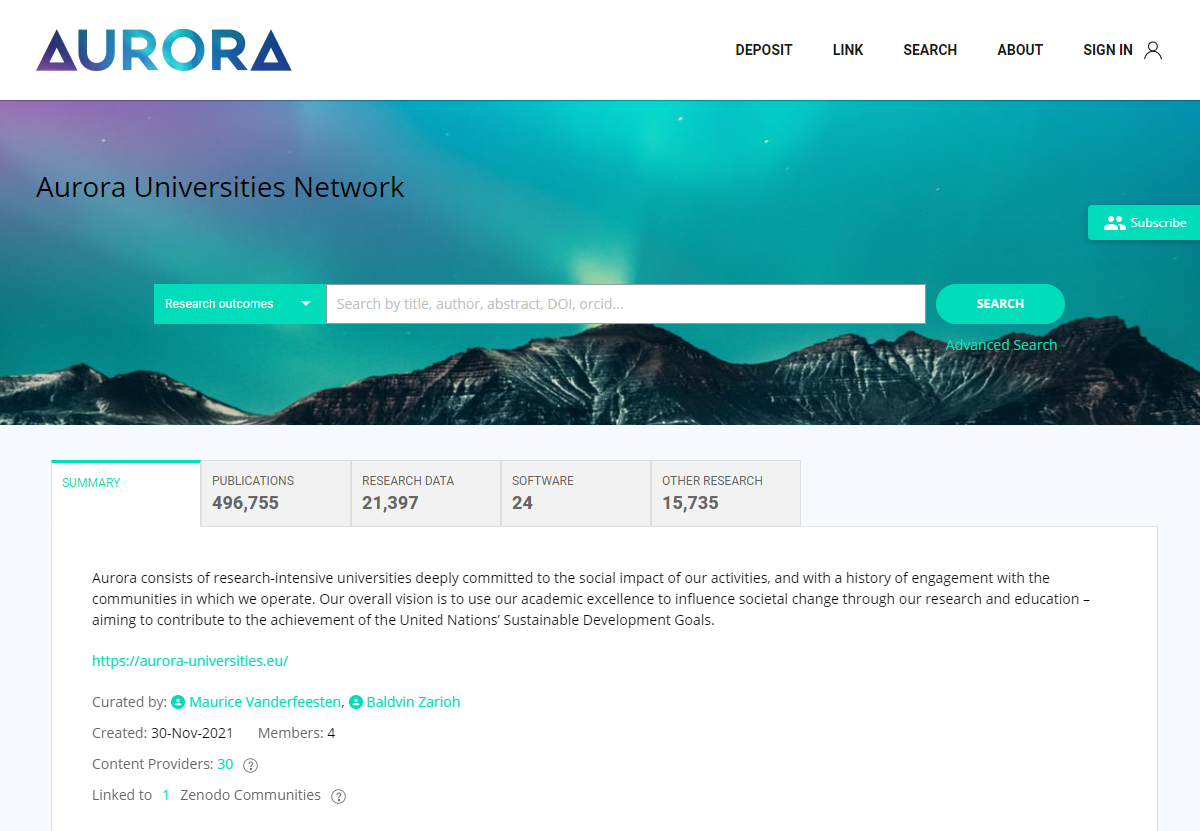 AURORA
DEPOSIT LINK SEARCH ABOUT SIGN IN
Aurora Universities Network
Subscribe
Research outcomes Search by title, author, abstract, DOI, orcid... SEARCH
Advanced Search
SUMMARY
PUBLICATIONS
496,755
RESEARCH DATA
21,397
SOFTWARE
24
OTHER RESEARCH
15,735
Aurora consists of research-intensive universities deeply committed to the social impact of our activities, and with a history of engagement with the
communities in which we operate. Our overall vision is to use our academic excellence to influence societal change through our research and education –
aiming to contribute to the achievement of the United Nations’ Sustainable Development Goals.
https://aurora-universities.eu/
Curated by: Maurice Vanderfeesten, Baldvin Zarioh
Created: 30-Nov-2021 Members: 4
Content Providers: 30 ?
Linked to 1 Zenodo Communities ?